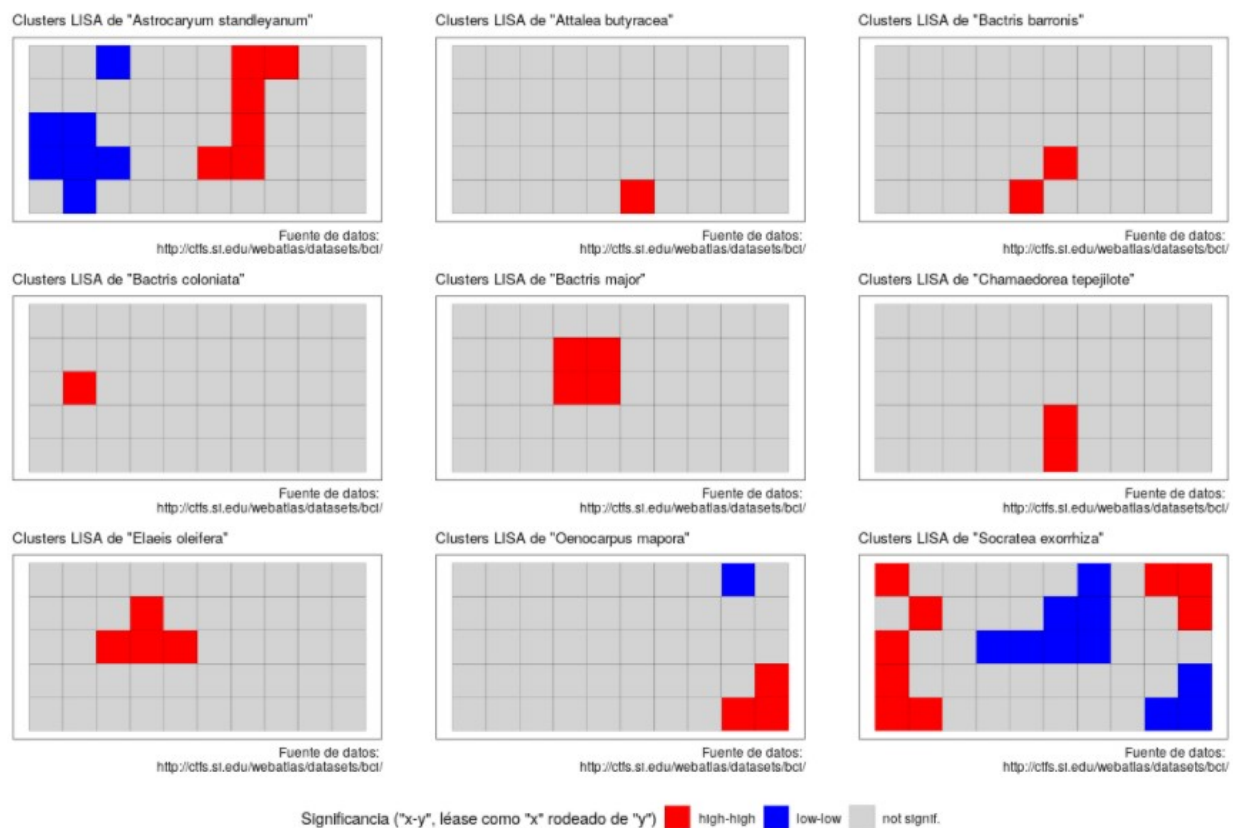 Clusters LISA de "Astrocaryum standleyanum"
Clusters LISA de "Attalea butyracea"
Clusters LISA de "Bactris barronis"
Fuente de datos:
http://ctfs.si.edu/webatlas/datasets/bci/
Fuente de datos:
http://ctfs.si.edu/webatlas/datasets/bci/
Fuente de datos:
http://ctfs.si.edu/webatlas/datasets/bci/
Clusters LISA de "Bactris coloniata"
Clusters LISA de "Bactris major"
Clusters LISA de "Chamaedorea tepejilote"
Fuente de datos:
http://ctfs.si.edu/webatlas/datasets/bci/
Fuente de datos:
http://ctfs.si.edu/webatlas/datasets/bci/
Fuente de datos:
http://ctfs.si.edu/webatlas/datasets/bci/
Clusters LISA de "Elaeis oleifera"
Clusters LISA de "Oenocarpus mapora"
Clusters LISA de "Socratea exorrhiza"
Fuente de datos:
http://ctfs.si.edu/webatlas/datasets/bci/
Fuente de datos:
http://ctfs.si.edu/webatlas/datasets/bci/
Fuente de datos:
http://ctfs.si.edu/webatlas/datasets/bci/
Significancia ("x-y", léase como "x" rodeado de "y") high-high low-low not signif.